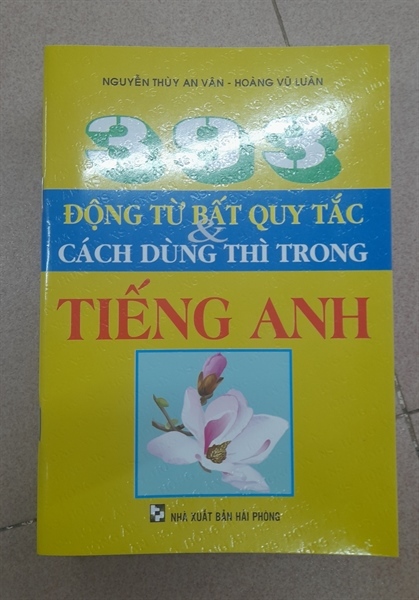 NGUYỄN THÚY AN VÂN - HOÀNG VŨ LUÂN
393
ĐỘNG TỪ BẤT QUY TẮC
&
CÁCH DÙNG THÌ TRONG
TIẾNG ANH
NHÀ XUẤT BẢN HẢI PHÒNG